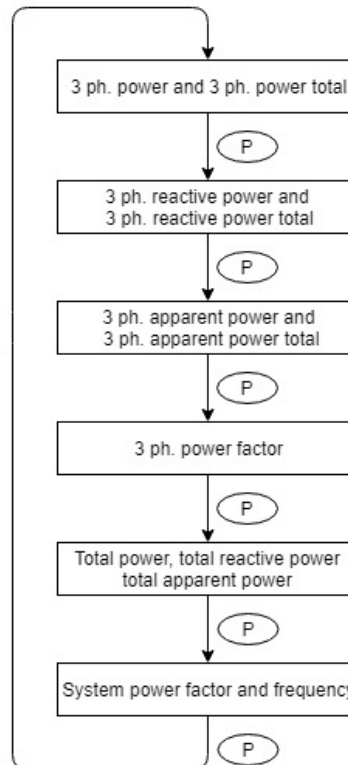 3 ph. power and 3 ph. power total
P
3 ph. reactive power and
3 ph. reactive power total
P
3 ph. apparent power and
3 ph. apparent power total
P
3 ph. power factor
P
Total power, total reactive power
total apparent power
P
System power factor and frequency
P